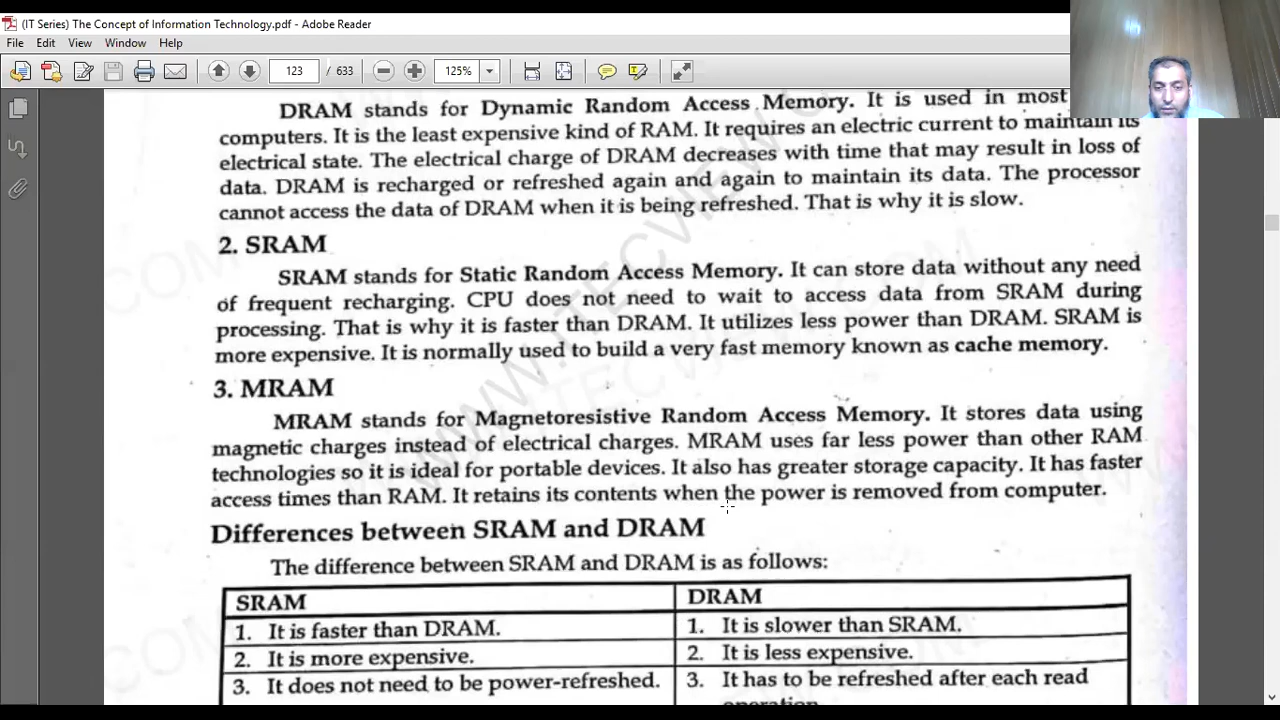 (IT Series) The Concept of Information Technology.pdf - Adobe Reader
File Edit View Window Help
123 / 633 125%
DRAM stands for Dynamic Random Access Memory. It is used in most
computers. It is the least expensive kind of RAM. It requires an electric current to maintain its
electrical state. The electrical charge of DRAM decreases with time that may result in loss of
data. DRAM is recharged or refreshed again and again to maintain its data. The processor
cannot access the data of DRAM when it is being refreshed. That is why it is slow.
2. SRAM
SRAM stands for Static Random Access Memory. It can store data without any need
of frequent recharging. CPU does not need to wait to access data from SRAM during
processing. That is why it is faster than DRAM. It utilizes less power than DRAM. SRAM is
more expensive. It is normally used to build a very fast memory known as cache memory.
3. MRAM
MRAM stands for Magnetoresistive Random Access Memory. It stores data using
magnetic charges instead of electrical charges. MRAM uses far less power than other RAM
technologies so it is ideal for portable devices. It also has greater storage capacity. It has faster
access times than RAM. It retains its contents when the power is removed from computer.
Differences between SRAM and DRAM
The difference between SRAM and DRAM is as follows:
SRAM DRAM
1. It is faster than DRAM. 1. It is slower than SRAM.
2. It is more expensive. 2. It is less expensive.
3. It does not need to be power-refreshed. 3. It has to be refreshed after each read
operation